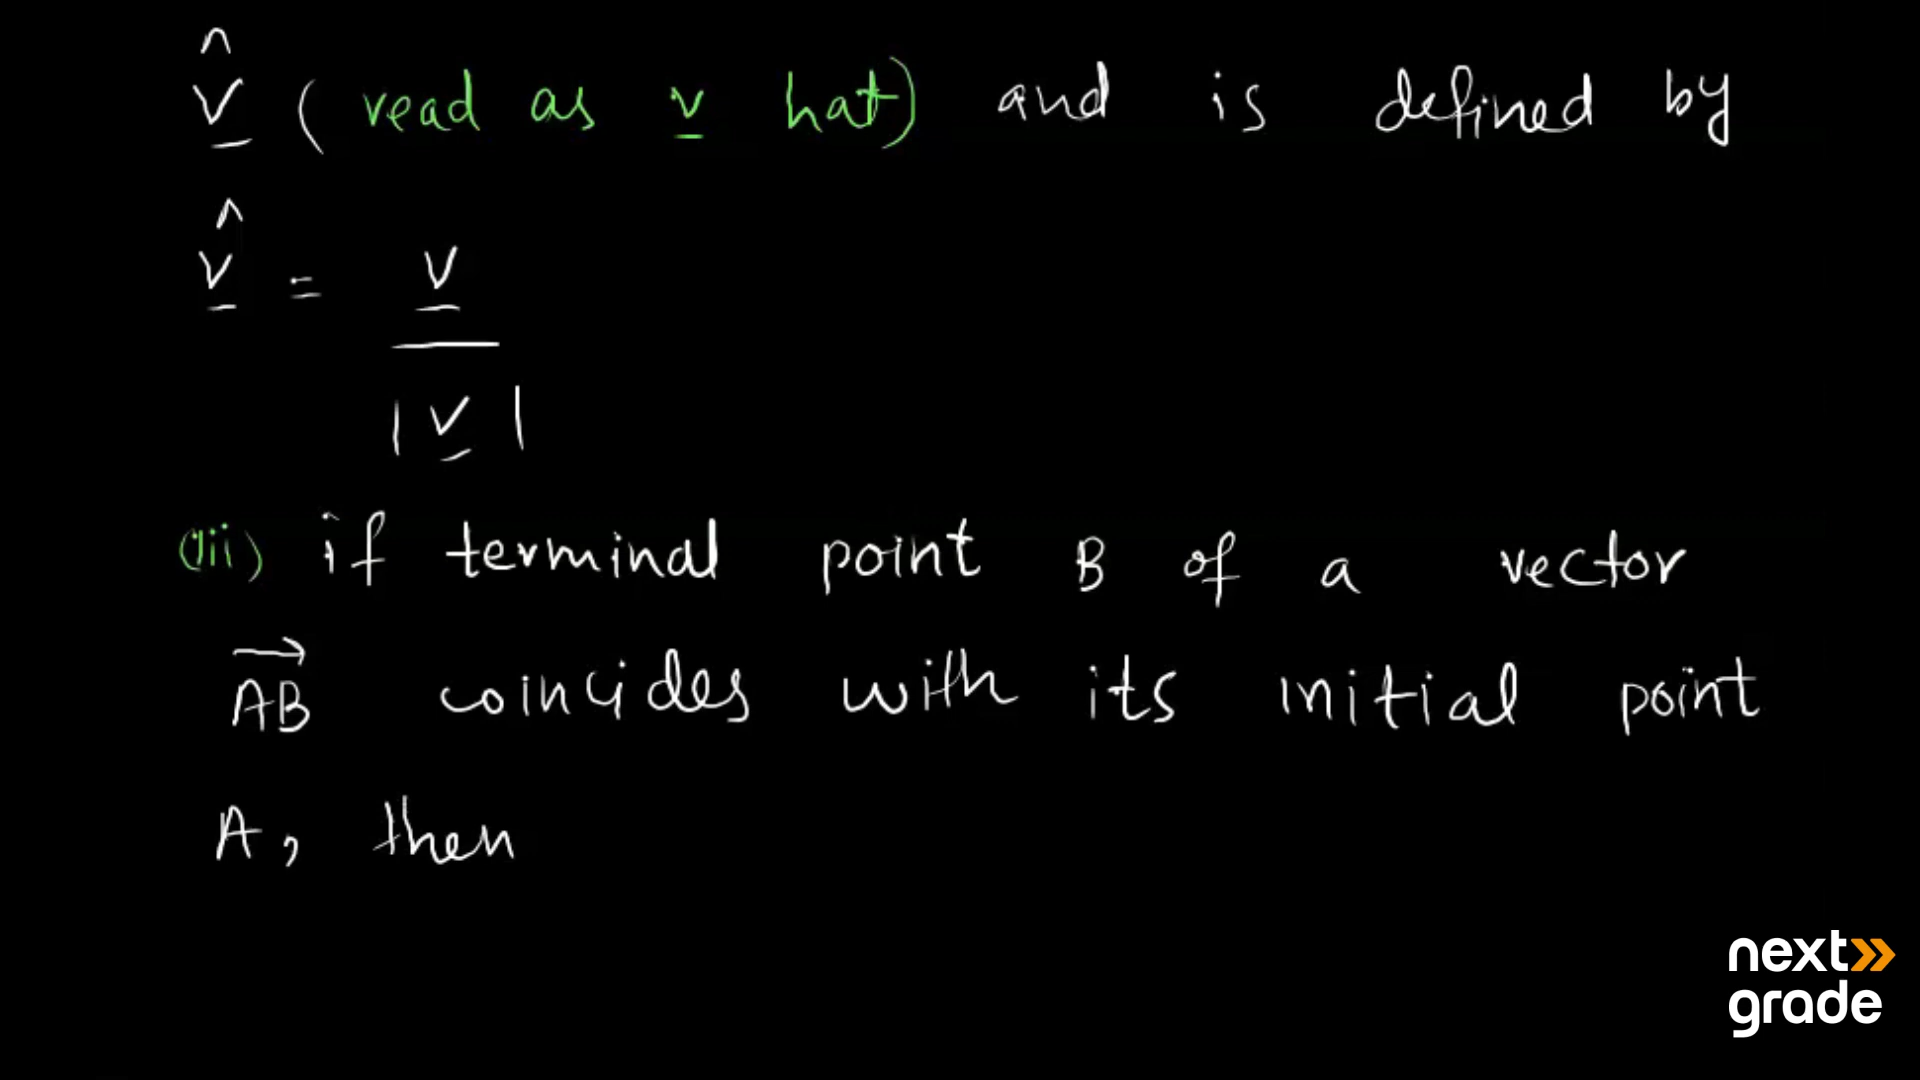 v̲̂ ( read as v̲ hat) and is defined by
v̲̂ = v̲
|v̲|
(iii) if terminal point B of a vector
AB⃗ coincides with its initial point
A, then
next
grade